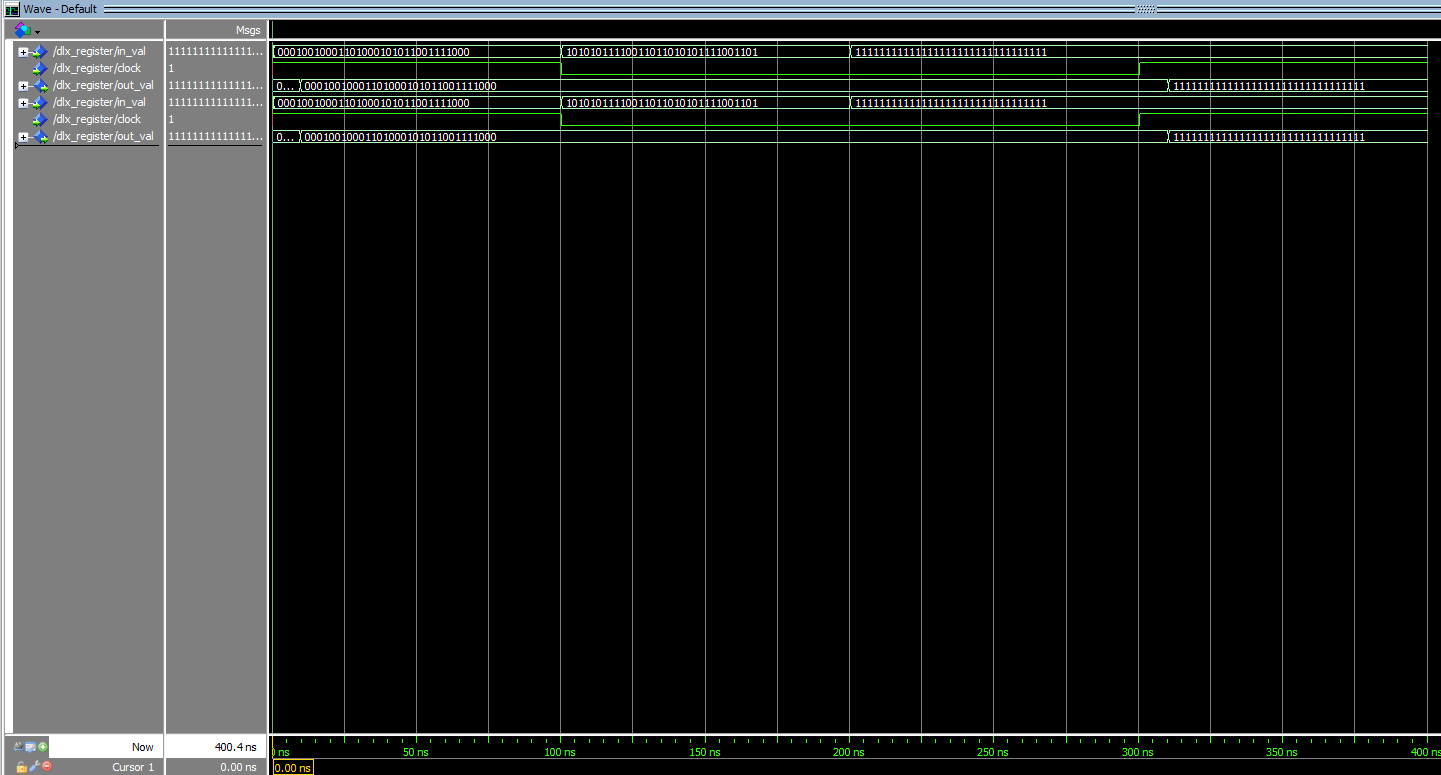 Wave - Default
Msgs
/dlx_register/in_val 11111111111111... 00010010001101000101011001111000 10101011110011011010101111001101 11111111111111111111111111111111
/dlx_register/clock 1
/dlx_register/out_val 11111111111111... 0... 00010010001101000101011001111000 11111111111111111111111111111111
/dlx_register/in_val 11111111111111... 00010010001101000101011001111000 10101011110011011010101111001101 11111111111111111111111111111111
/dlx_register/clock 1
/dlx_register/out_val 11111111111111... 0... 00010010001101000101011001111000 11111111111111111111111111111111
Now 400.4 ns 0 ns 50 ns 100 ns 150 ns 200 ns 250 ns 300 ns 350 ns 400 ns
Cursor 1 0.00 ns 0.00 ns